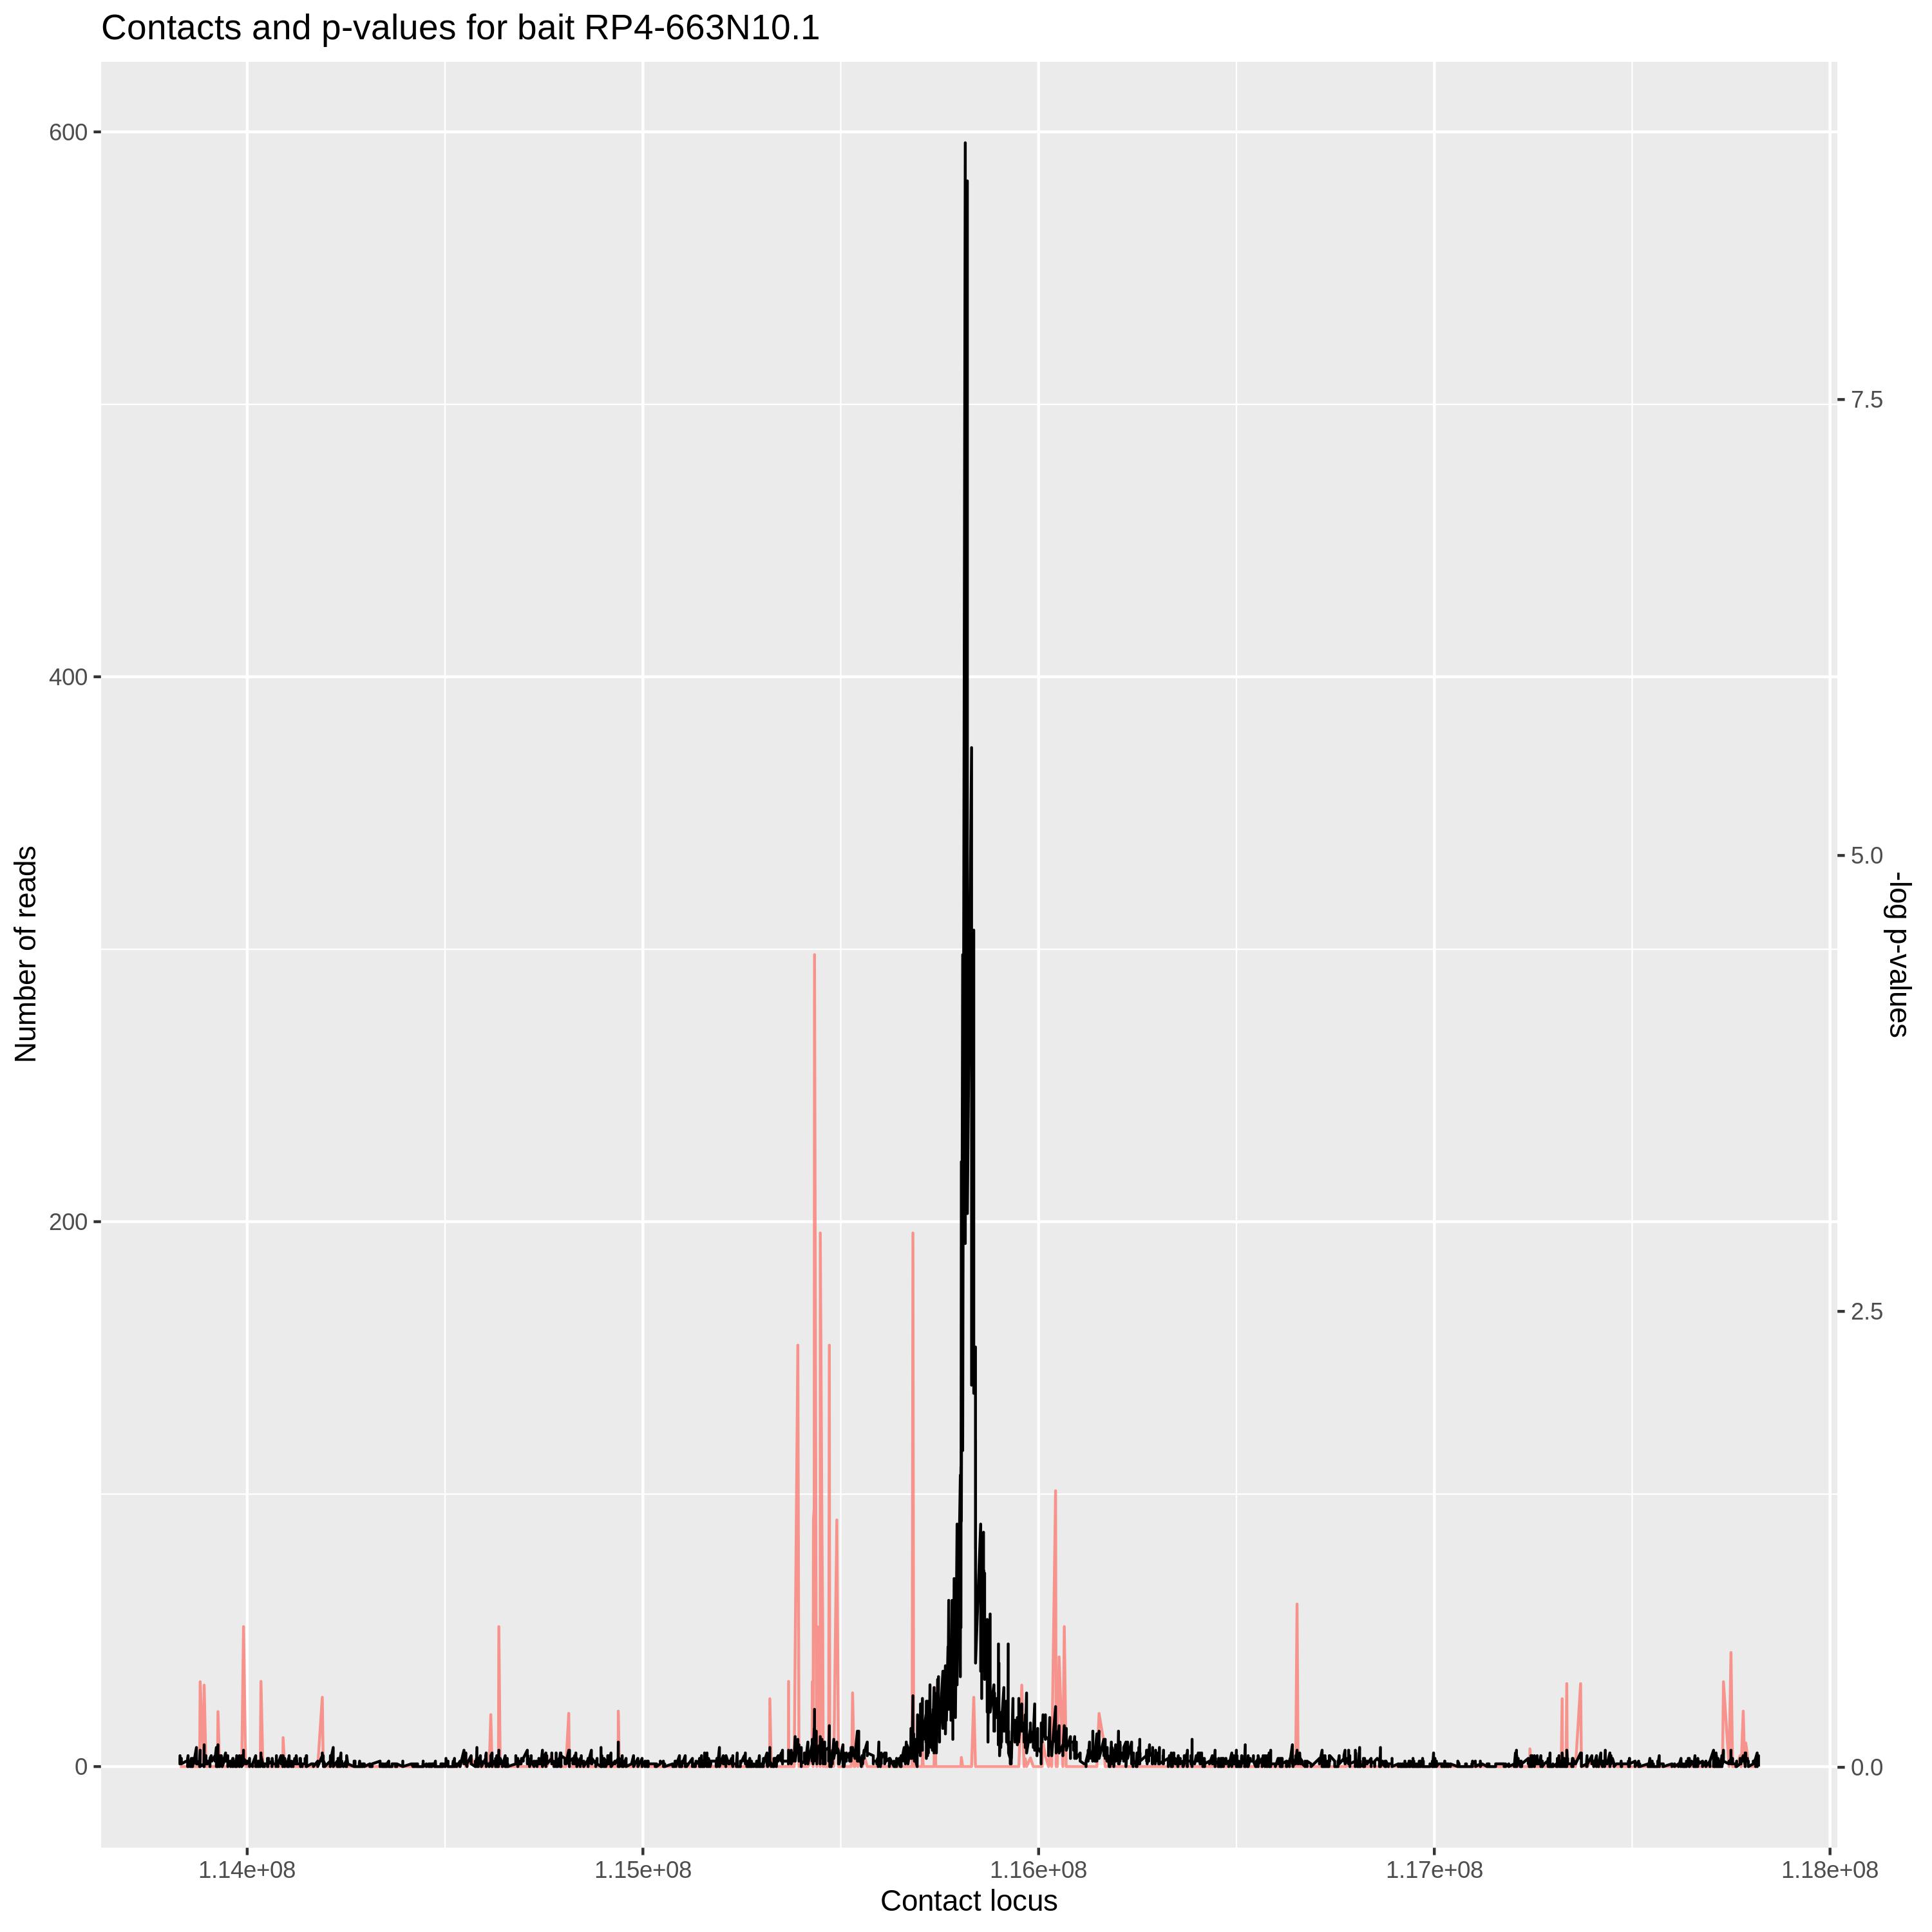 Contacts and p-values for bait RP4-663N10.1
600
400
200
0
Number of reads
7.5
5.0
2.5
0.0
-log p-values
1.14e+08
1.15e+08
1.16e+08
1.17e+08
1.18e+08
Contact locus